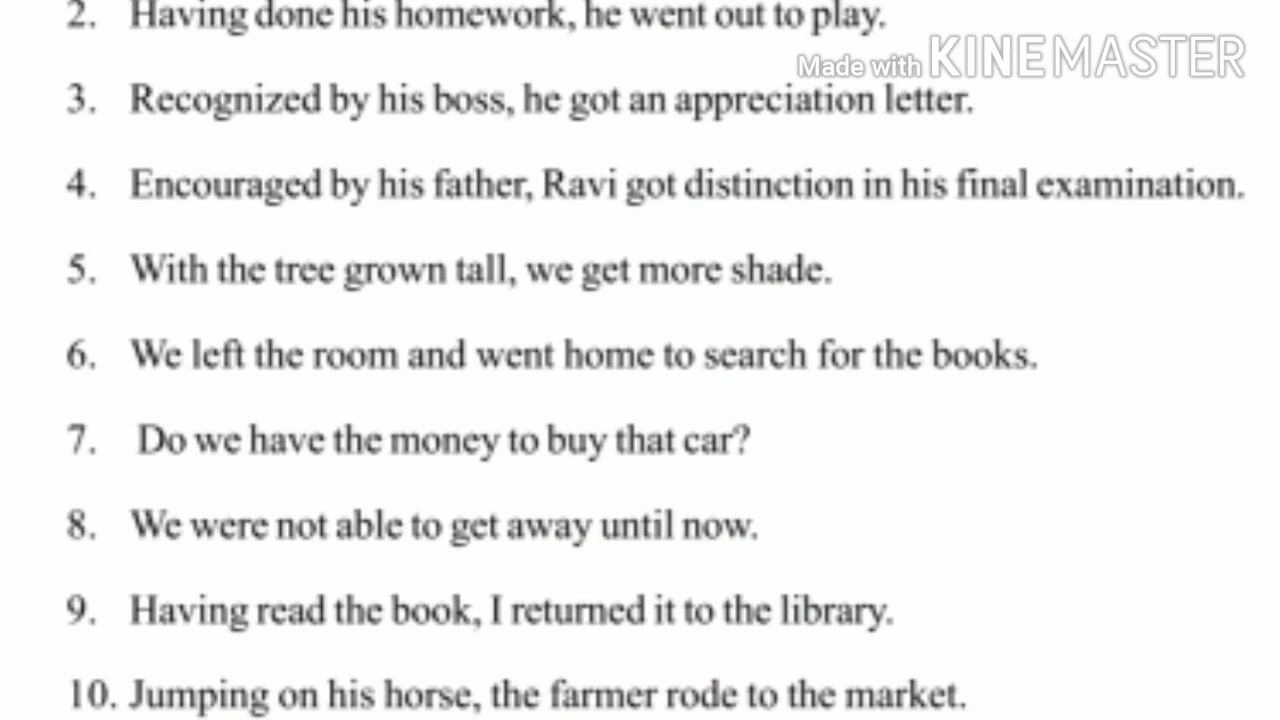 2. Having done his homework, he went out to play.
Made with KINEMASTER
3. Recognized by his boss, he got an appreciation letter.
4. Encouraged by his father, Ravi got distinction in his final examination.
5. With the tree grown tall, we get more shade.
6. We left the room and went home to search for the books.
7. Do we have the money to buy that car?
8. We were not able to get away until now.
9. Having read the book, I returned it to the library.
10. Jumping on his horse, the farmer rode to the market.